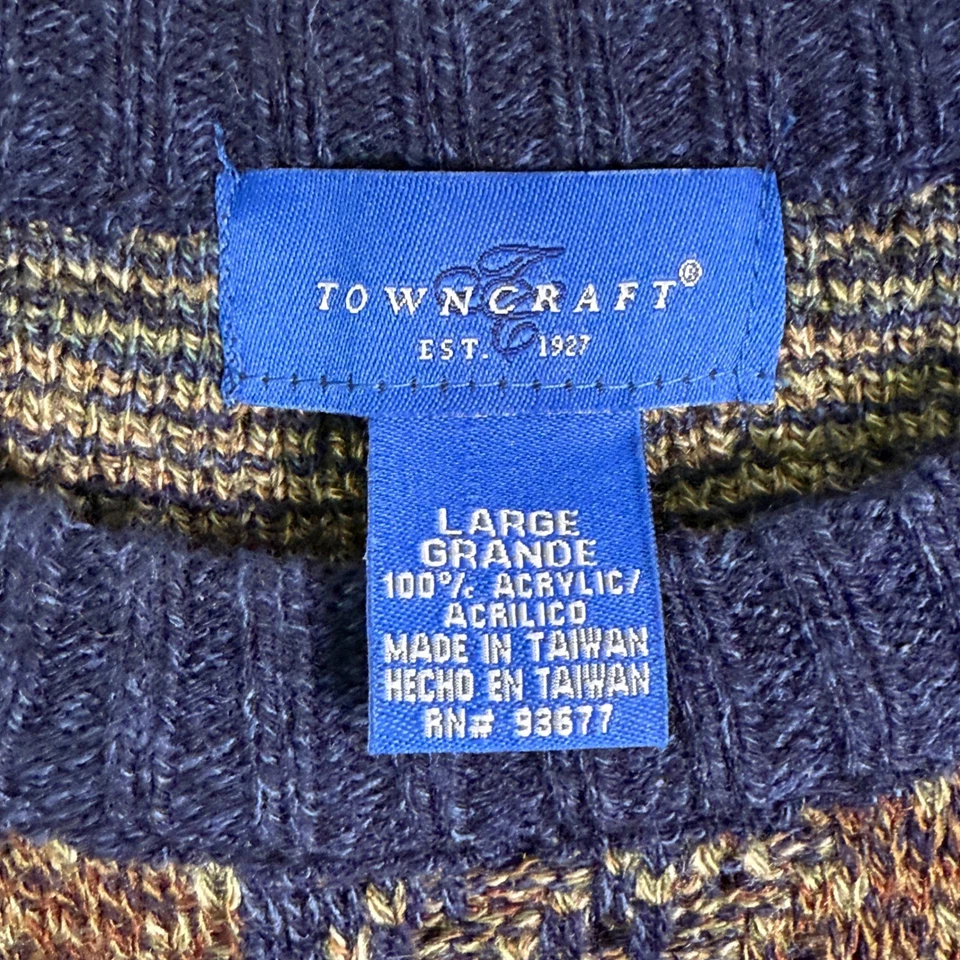 TOWNCRAFT®
EST. 1927
LARGE
GRANDE
100% ACRYLIC/
ACRILICO
MADE IN TAIWAN
HECHO EN TAIWAN
RN# 93677